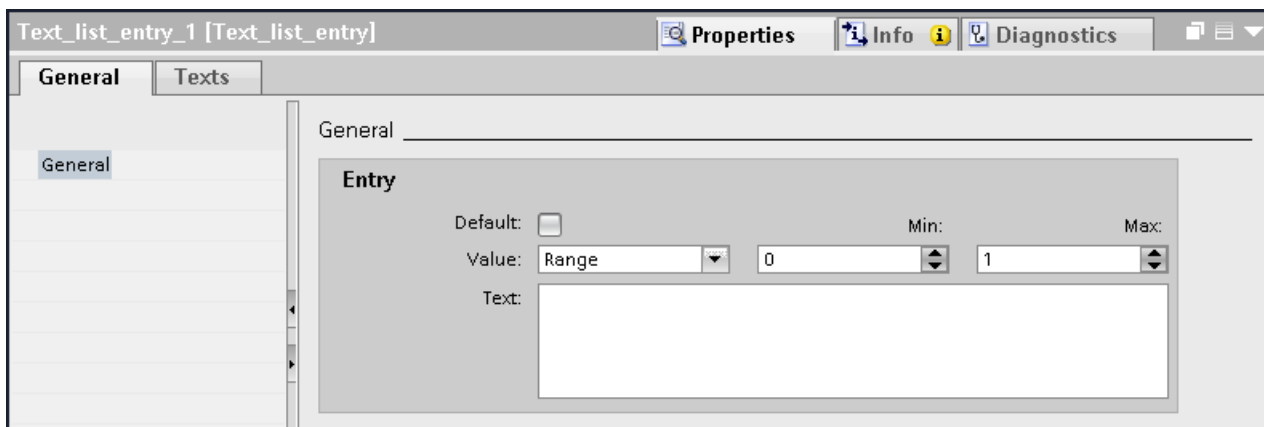 Text_list_entry_1 [Text_list_entry] Properties Info Diagnostics
General Texts
General
General
Entry
Default: Min: Max:
Value: Range 0 1
Text: